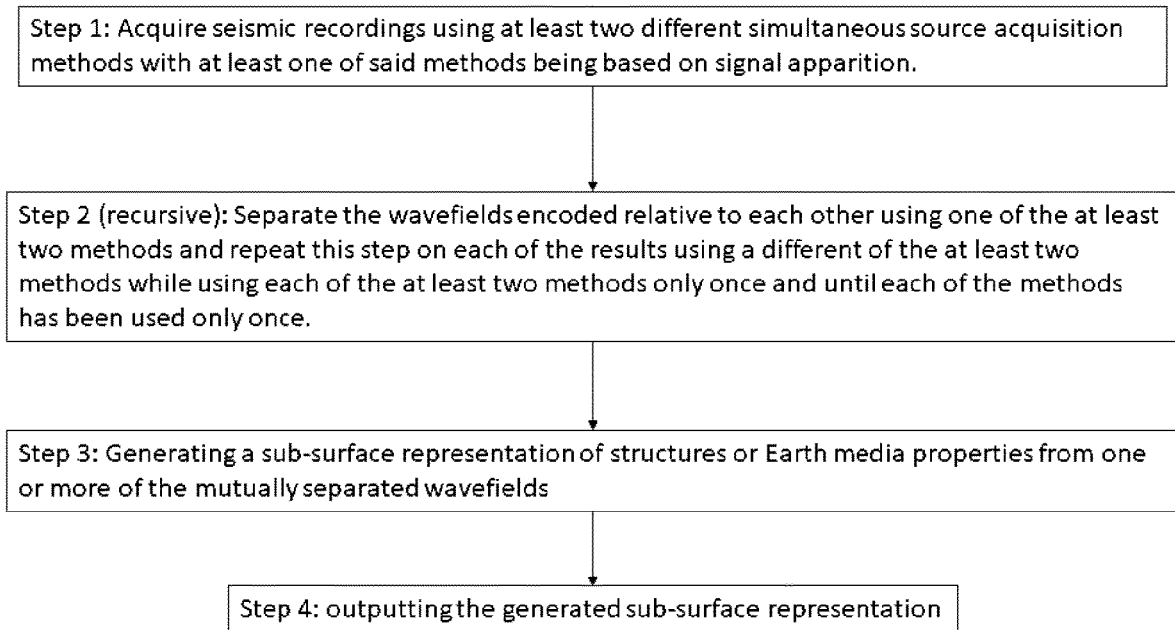 Step 1: Acquire seismic recordings using at least two different simultaneous source acquisition
methods with at least one of said methods being based on signal apparition.
Step 2 (recursive): Separate the wavefields encoded relative to each other using one of the at least
two methods and repeat this step on each of the results using a different of the at least two
methods while using each of the at least two methods only once and until each of the methods
has been used only once.
Step 3: Generating a sub-surface representation of structures or Earth media properties from one
or more of the mutually separated wavefields
Step 4: outputting the generated sub-surface representation